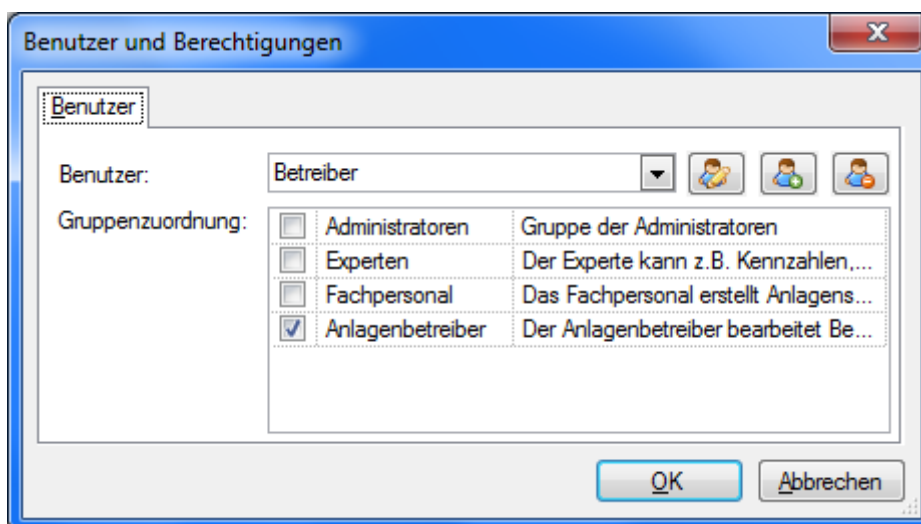 Benutzer und Berechtigungen
Benutzer
Benutzer: Betreiber
Gruppenzuordnung: Administratoren Gruppe der Administratoren
Experten Der Experte kann z.B. Kennzahlen,...
Fachpersonal Das Fachpersonal erstellt Anlagens...
Anlagenbetreiber Der Anlagenbetreiber bearbeitet Be...
OK Abbrechen